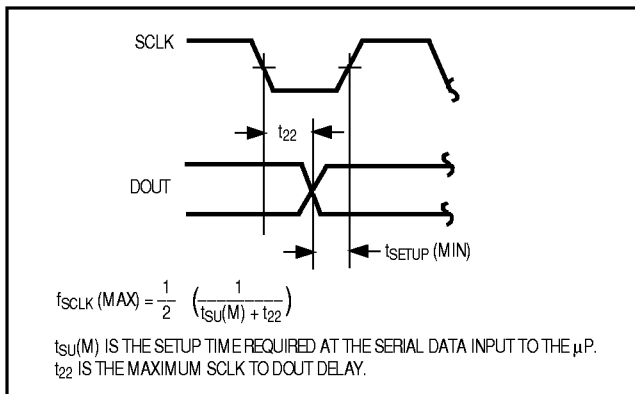 SCLK
t22
DOUT
tSETUP (MIN)
fSCLK (MAX) = 1/2 (1/(tSU(M) + t22))
tSU(M) IS THE SETUP TIME REQUIRED AT THE SERIAL DATA INPUT TO THE µP.
t22 IS THE MAXIMUM SCLK TO DOUT DELAY.